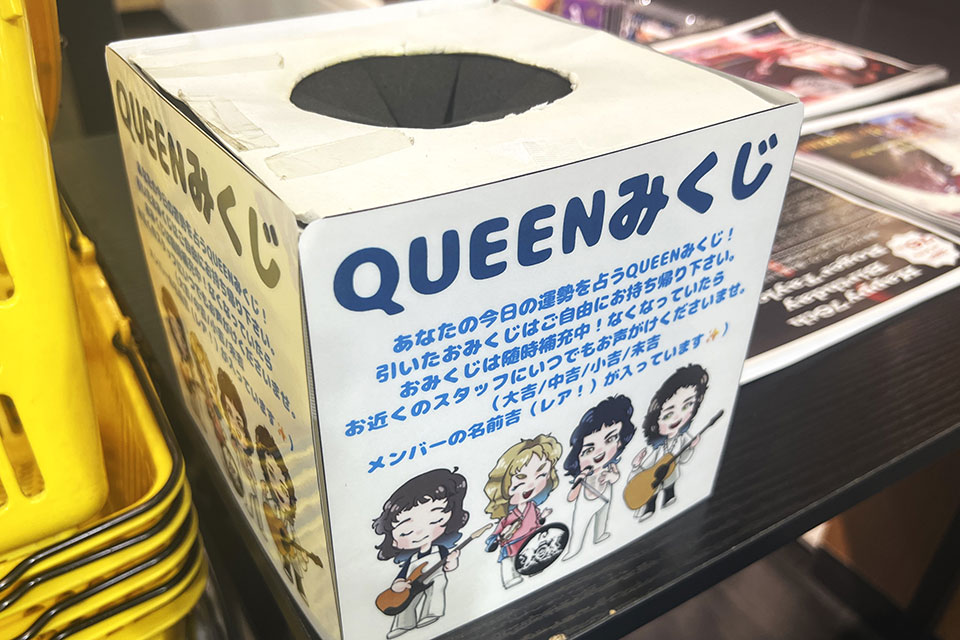 QUEENみくじ
あなたの今日の運勢を占うQUEENみくじ！
引いたおみくじはご自由にお持ち帰り下さい。
おみくじは随時補充中！なくなっていたら
お近くのスタッフにいつでもお声がけくださいませ。
（大吉/中吉/小吉/末吉
メンバーの名前吉（レア！）が入っています✨）
QUEENみくじ
Happy 76th
Birthday
Roger Taylor